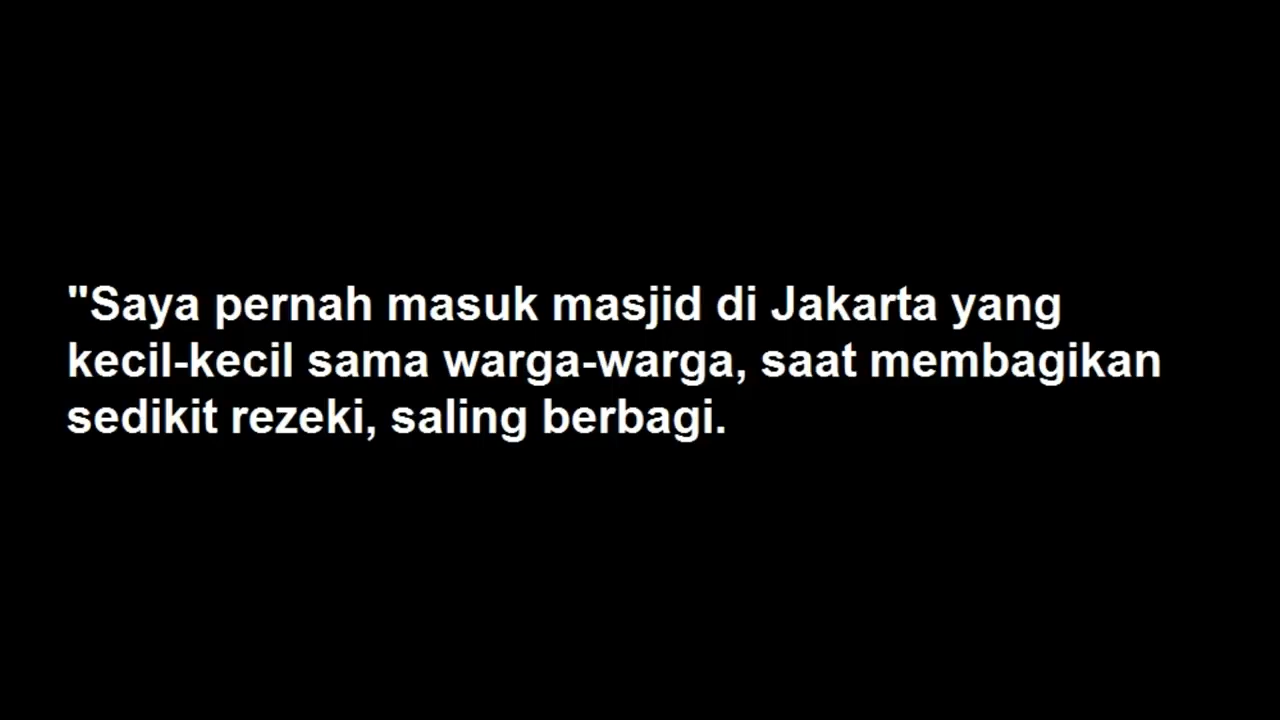 "Saya pernah masuk masjid di Jakarta yang
kecil-kecil sama warga-warga, saat membagikan
sedikit rezeki, saling berbagi.